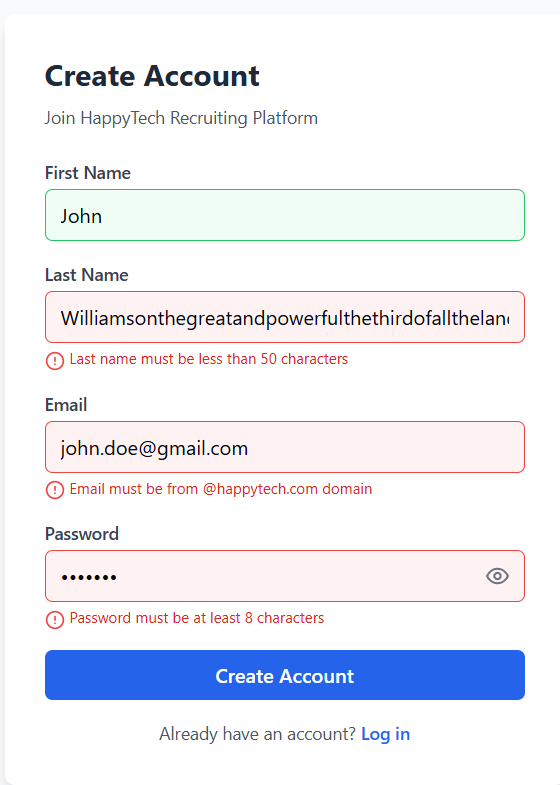 Create Account
Join HappyTech Recruiting Platform
First Name
John
Last Name
Williamsonthegreatandpowerfulthethirdofalltheland
Last name must be less than 50 characters
Email
john.doe@gmail.com
Email must be from @happytech.com domain
Password
•••••••
Password must be at least 8 characters
Create Account
Already have an account? Log in